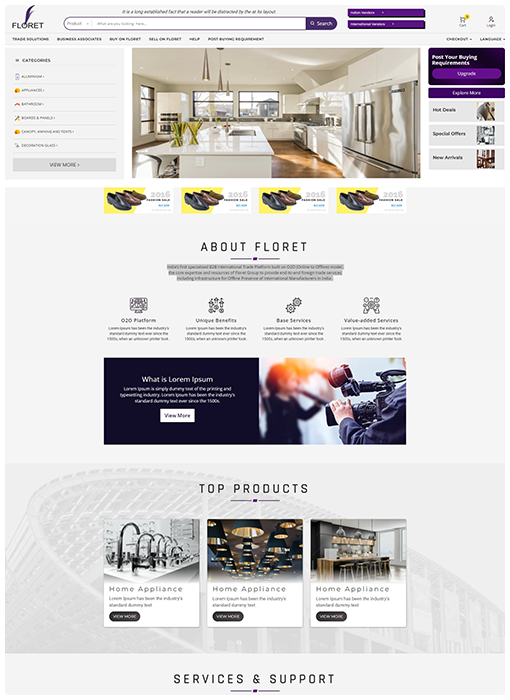 It is a long established fact that a reader will be distracted by the at its layout
FLORET
Product
What are you looking here...
Search
Indian Vendors
International Vendors
Cart
Login
TRADE SOLUTIONS
BUSINESS ASSOCIATES
BUY ON FLORET
SELL ON FLORET
HELP
POST BUYING REQUIREMENT
CHECKOUT
LANGUAGE
CATEGORIES
ALUMINIUM >
APPLIANCES >
BATHROOM >
BOARDS & PANELS >
CANOPY, AWNING AND TENTS >
DECORATION GLASS >
VIEW MORE >
Post Your Buying
Requirements
Upgrade
Explore More
Hot Deals
Special Offers
New Arrivals
2016
FASHION SALE
2016
FASHION SALE
2016
FASHION SALE
2016
FASHION SALE
ABOUT FLORET
India's first specialised B2B International Trade Platform built on O2O (Online to Offline) model,
the core expertise and resources of Floret Group to provide end-to-end foreign trade services
including infrastructure for Offline Presence of International Manufacturers in India.
O2O Platform
Lorem Ipsum has been the industry's
standard dummy text ever since the
1500s, when an unknown printer took.
Unique Benefits
Lorem Ipsum has been the industry's
standard dummy text ever since the
1500s, when an unknown printer took.
Base Services
Lorem Ipsum has been the industry's
standard dummy text ever since the
1500s, when an unknown printer took.
Value-added Services
Lorem Ipsum has been the industry's
standard dummy text ever since the
1500s, when an unknown printer took.
What is Lorem Ipsum
Lorem Ipsum is simply dummy text of the printing and
typesetting industry. Lorem Ipsum has been the industry's
standard dummy text ever since the 1500s.
View More
TOP PRODUCTS
Home Appliance
Lorem Ipsum has been the industry's
standard dummy text
VIEW MORE
Home Appliance
Lorem Ipsum has been the industry's
standard dummy text
VIEW MORE
Home Appliance
Lorem Ipsum has been the industry's
standard dummy text
VIEW MORE
SERVICES & SUPPORT